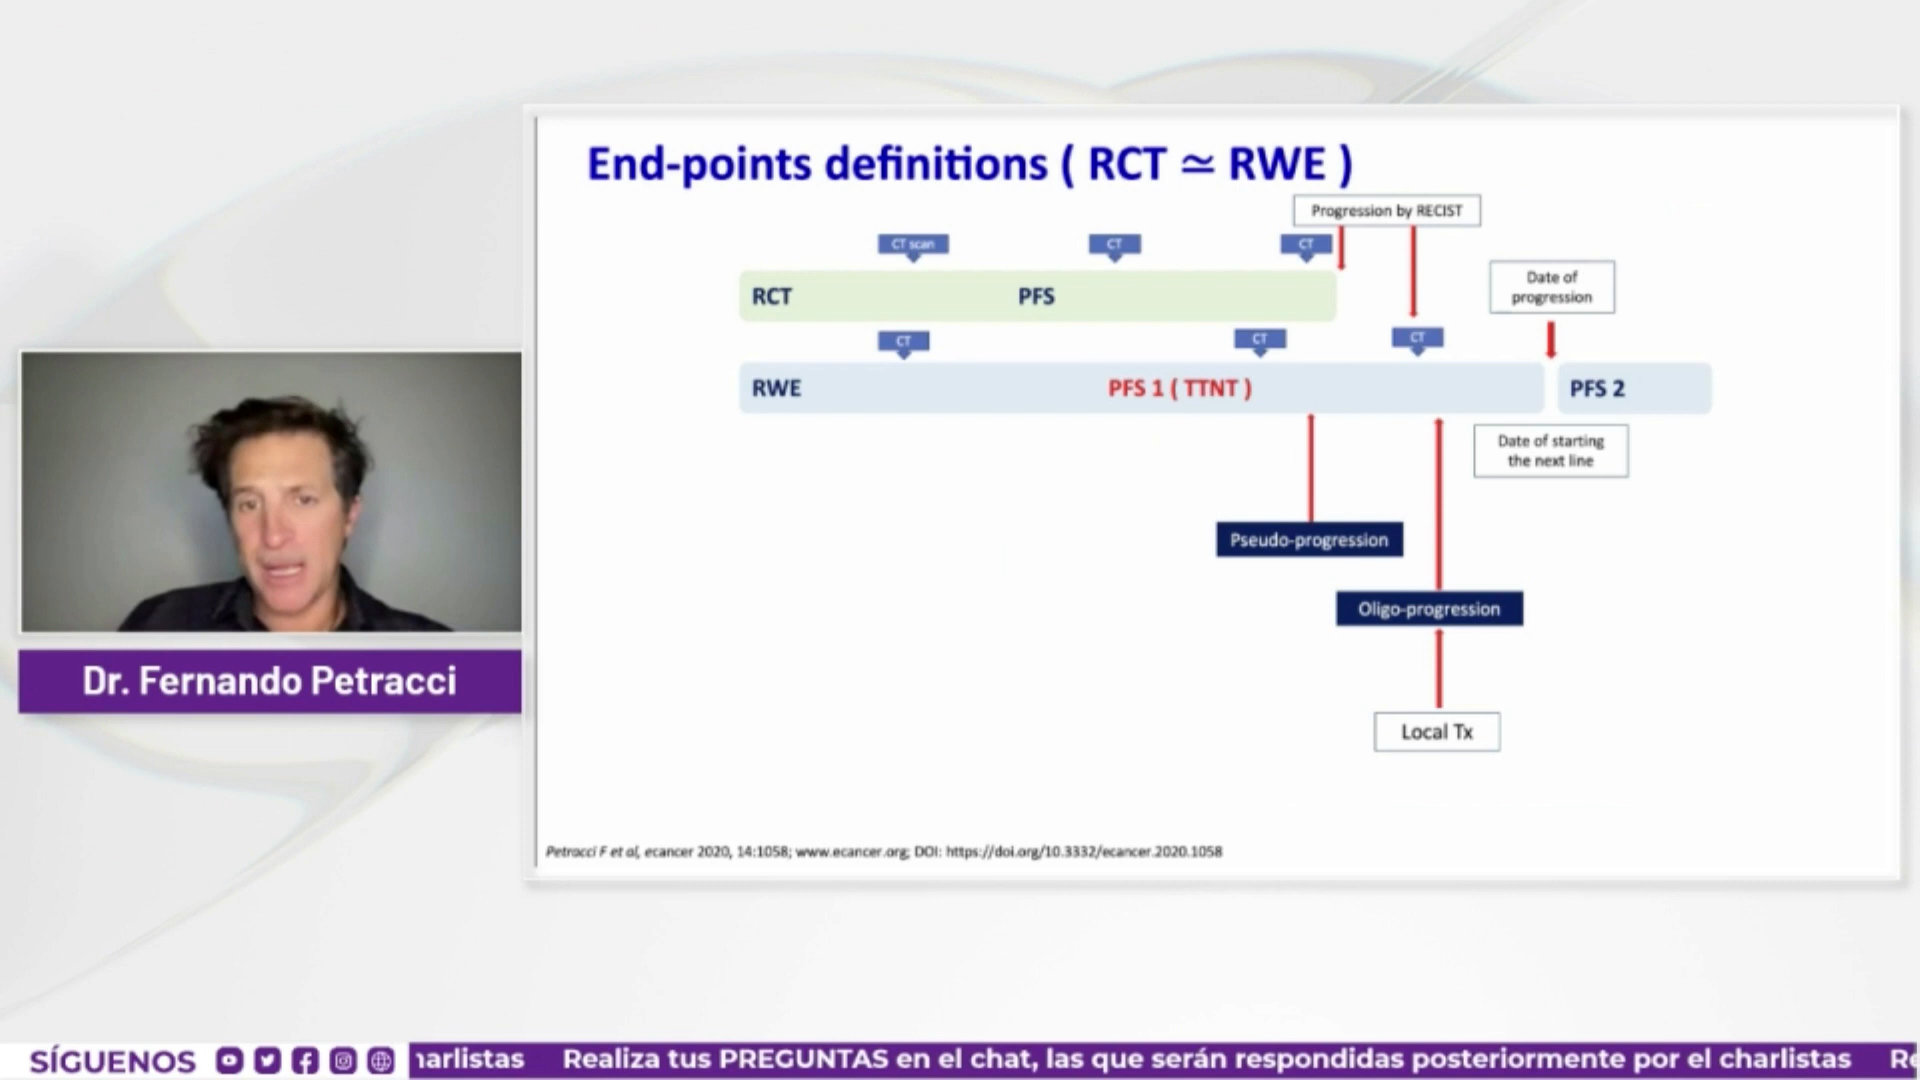 End-points definitions ( RCT ≃ RWE )
Progression by RECIST
CT scan
CT
CT
RCT
PFS
Date of
progression
CT
CT
CT
RWE
PFS 1 ( TTNT )
PFS 2
Date of starting
the next line
Pseudo-progression
Oligo-progression
Local Tx
Petracci F et al, ecancer 2020, 14:1058; www.ecancer.org; DOI: https://doi.org/10.3332/ecancer.2020.1058
Dr. Fernando Petracci
SÍGUENOS
harlistas Realiza tus PREGUNTAS en el chat, las que serán respondidas posteriormente por el charlistas Re